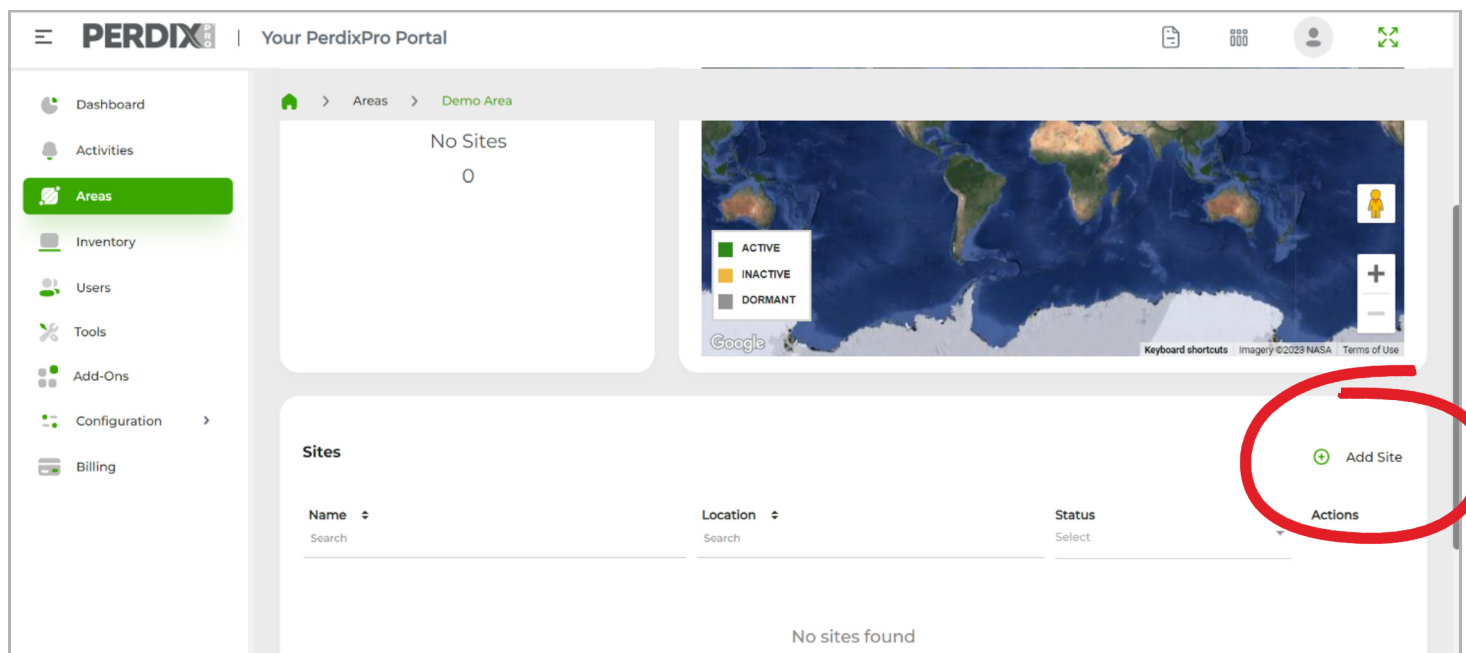 PERDIX PRO | Your PerdixPro Portal
Dashboard
Activities
Areas
Inventory
Users
Tools
Add-Ons
Configuration >
Billing
> Areas > Demo Area
No Sites
0
ACTIVE
INACTIVE
DORMANT
Google
Keyboard shortcuts Imagery ©2023 NASA Terms of Use
Sites
Add Site
Name Location Status Actions
Search Search Select
No sites found